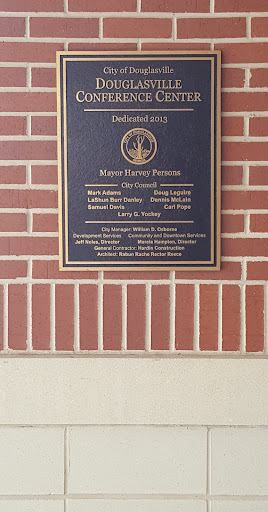 City of Douglasville
DOUGLASVILLE
CONFERENCE CENTER
Dedicated 2013
Mayor Harvey Persons
City Council
Mark Adams Doug Leguire
LaShun Burr Danley Dennis McLain
Samuel Davis Carl Pope
Larry G. Yockey
City Manager: William D. Osborne
Development Services Community and Downtown Services
Jeff Noles, Director Marcia Hampton, Director
General Contractor: Hardin Construction
Architect: Rabun Rasche Rector Reece